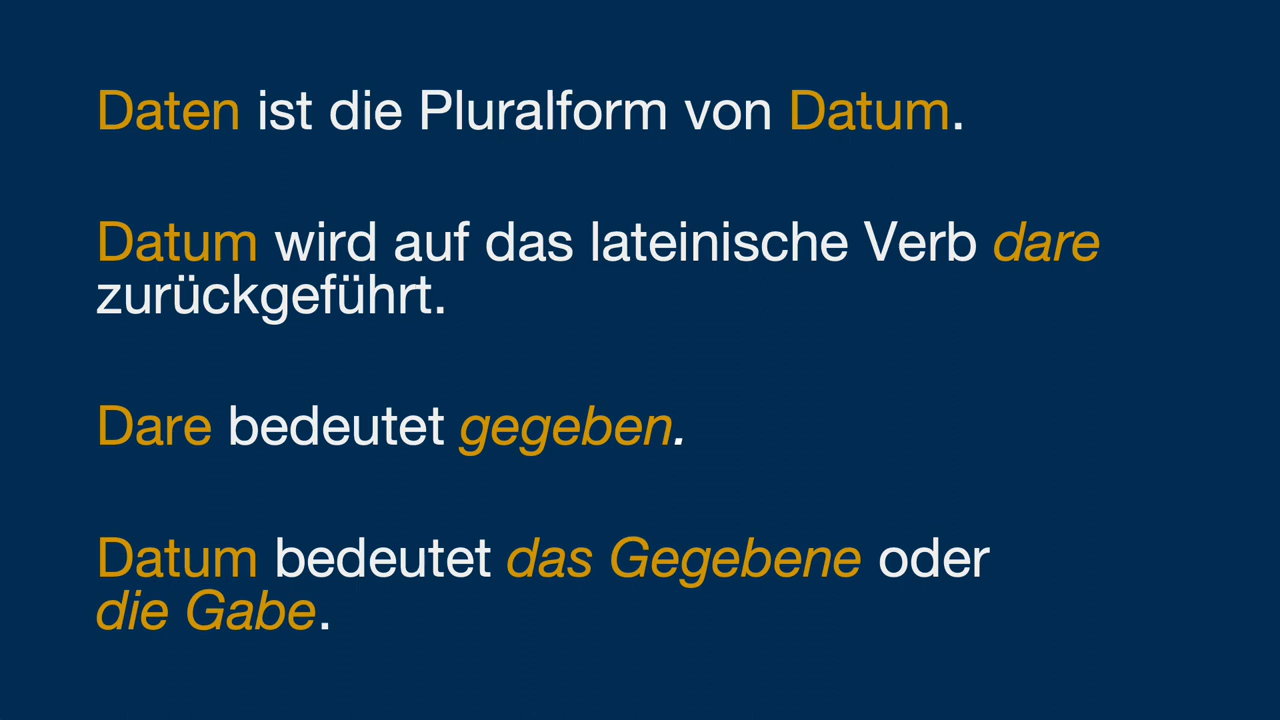 Daten ist die Pluralform von Datum.
Datum wird auf das lateinische Verb dare
zurückgeführt.
Dare bedeutet gegeben.
Datum bedeutet das Gegebene oder
die Gabe.